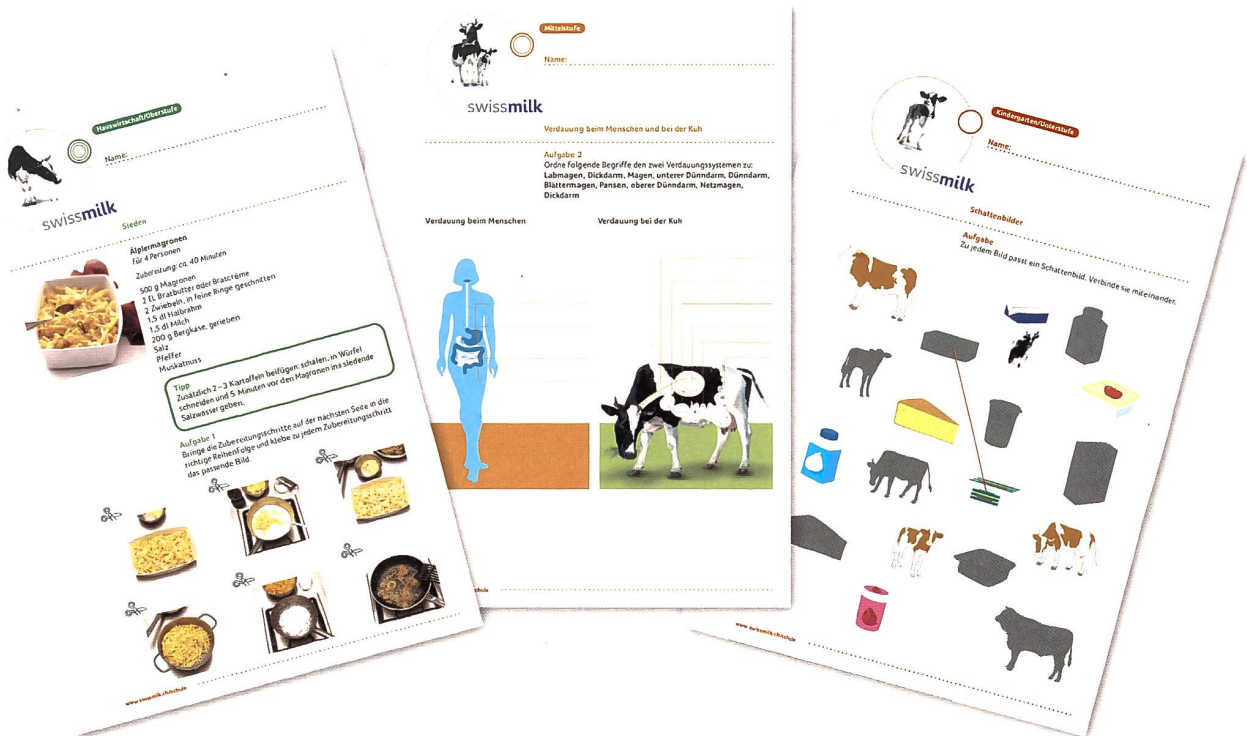 Hauswirtschaft/Oberstufe
Name:
swissmilk
Sieden
Älplermagronen
Für 4 Personen
Zubereitung: ca. 40 Minuten
500 g Magronen
2 EL Bratbutter oder Bratcrème
2 Zwiebeln, in feine Ringe geschnitten
1,5 dl Halbrahm
1,5 dl Milch
200 g Bergkäse, gerieben
Salz
Pfeffer
Muskatnuss
Tipp
Zusätzlich 2–3 Kartoffeln beifügen: schälen, in Würfel
schneiden und 5 Minuten vor den Magronen ins siedende
Salzwasser geben.
Aufgabe 1
Bringe die Zubereitungsschritte auf der nächsten Seite in die
richtige Reihenfolge und klebe zu jedem Zubereitungsschritt
das passende Bild.
www.swissmilk.ch/schule
Mittelstufe
Name:
swissmilk
Verdauung beim Menschen und bei der Kuh
Aufgabe 2
Ordne folgende Begriffe den zwei Verdauungssystemen zu:
Labmagen, Dickdarm, Magen, unterer Dünndarm, Dünndarm,
Blättermagen, Pansen, oberer Dünndarm, Netzmagen,
Dickdarm
Verdauung beim Menschen
Verdauung bei der Kuh
ch/schule
Kindergarten/Unterstufe
Name:
swissmilk
Schattenbilder
Aufgabe
Zu jedem Bild passt ein Schattenbild. Verbinde sie miteinander.
www.swissmilk.ch/schule